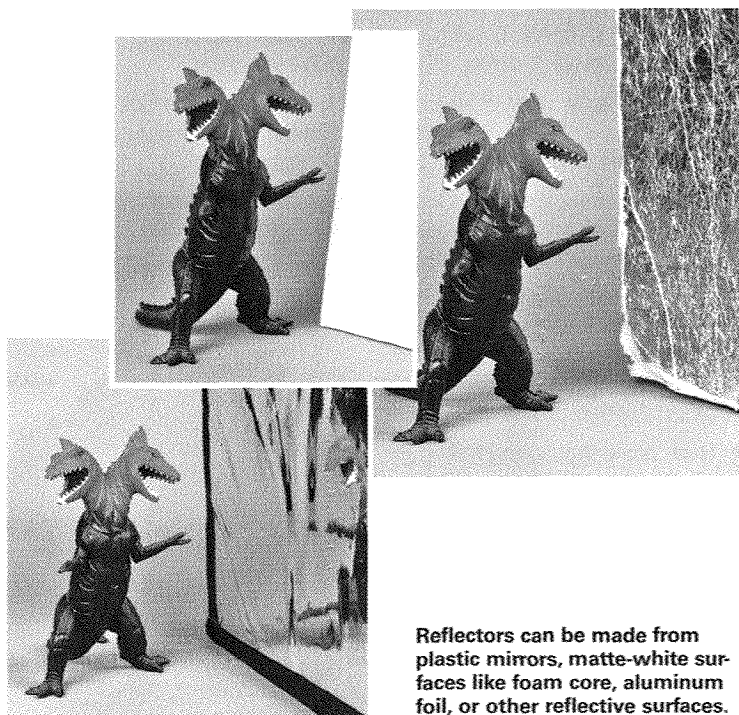 Reflectors can be made from
plastic mirrors, matte-white sur-
faces like foam core, aluminum
foil, or other reflective surfaces.